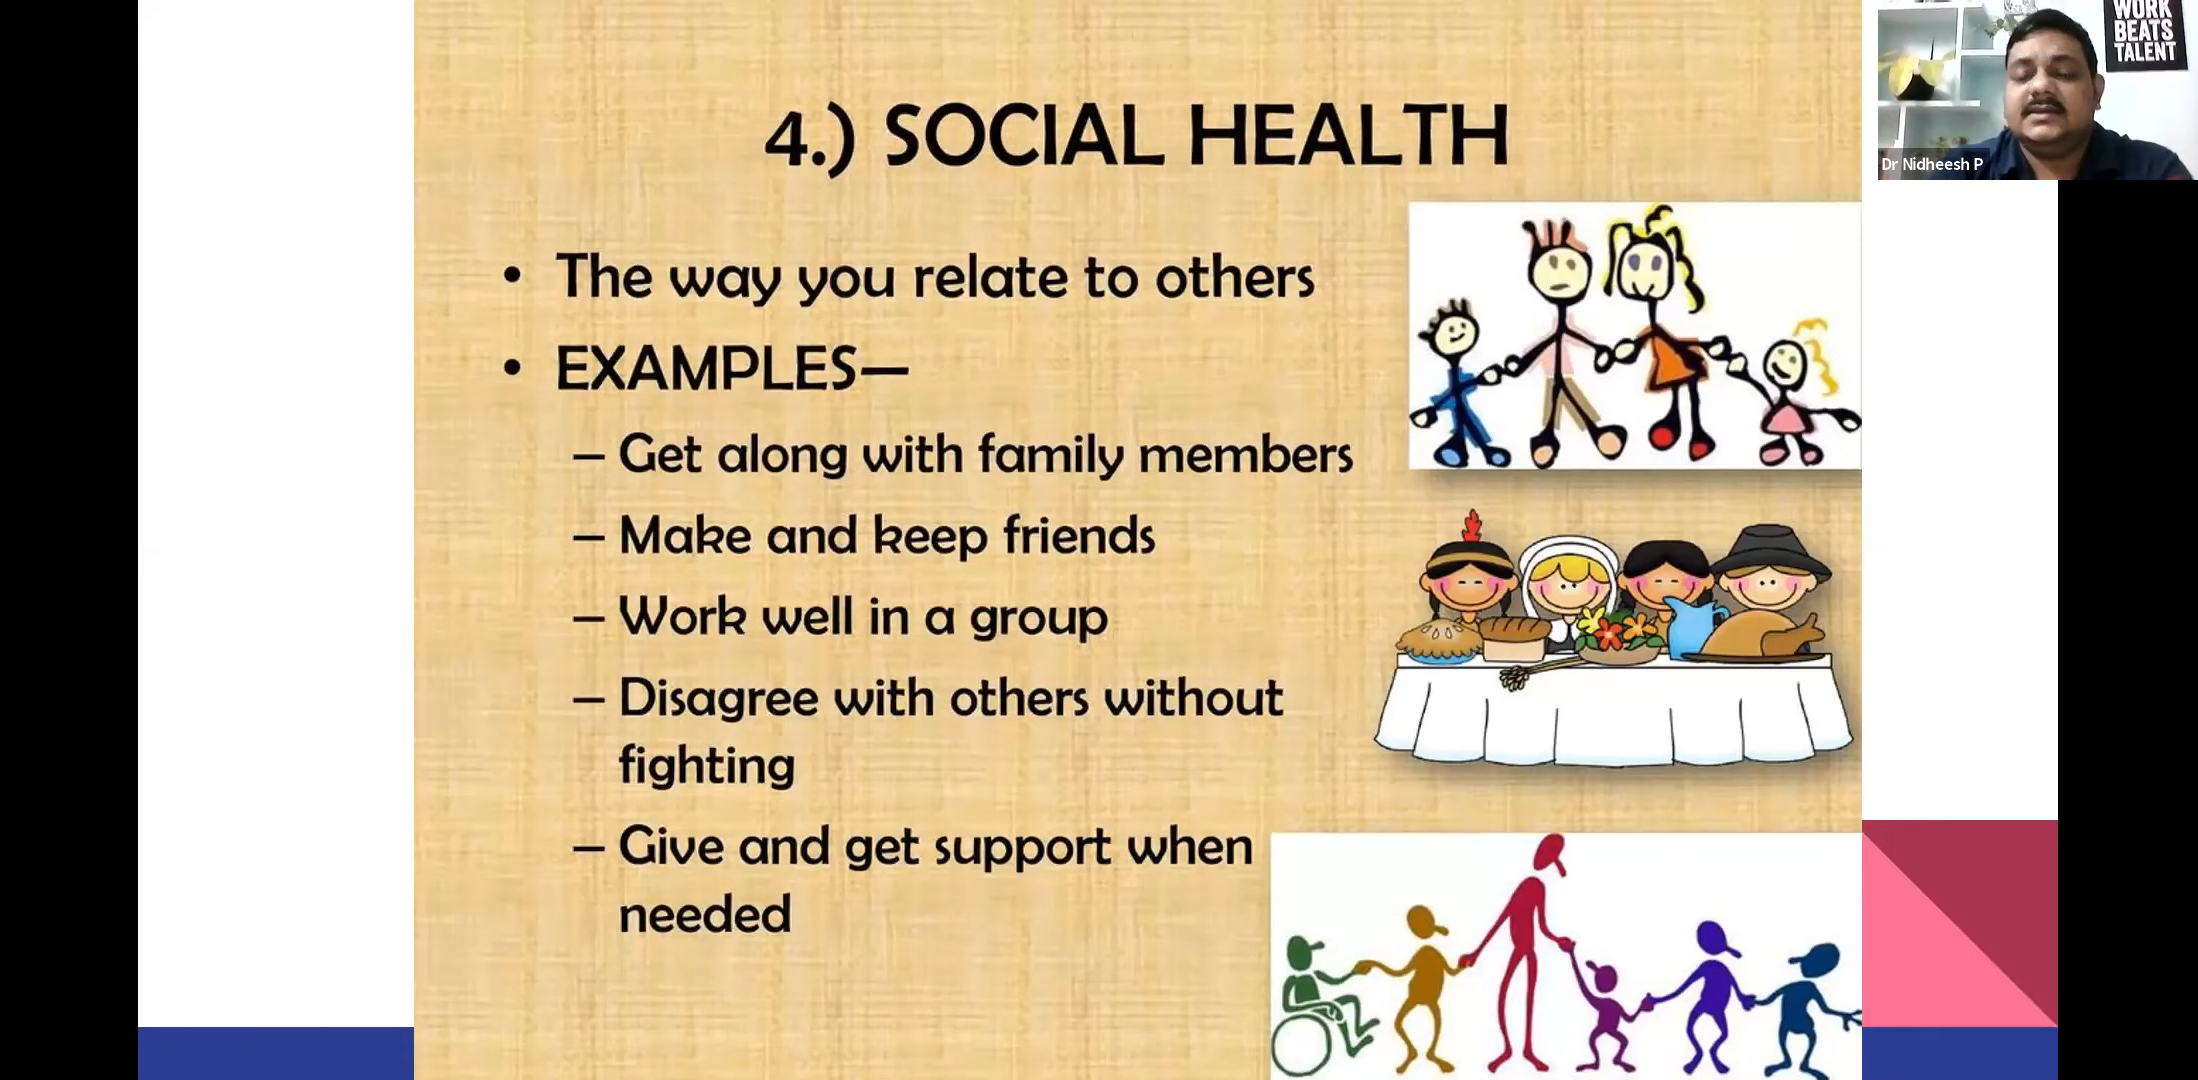 4.) SOCIAL HEALTH
• The way you relate to others
• EXAMPLES—
– Get along with family members
– Make and keep friends
– Work well in a group
– Disagree with others without
fighting
– Give and get support when
needed
WORK
BEATS
TALENT
Dr Nidheesh P